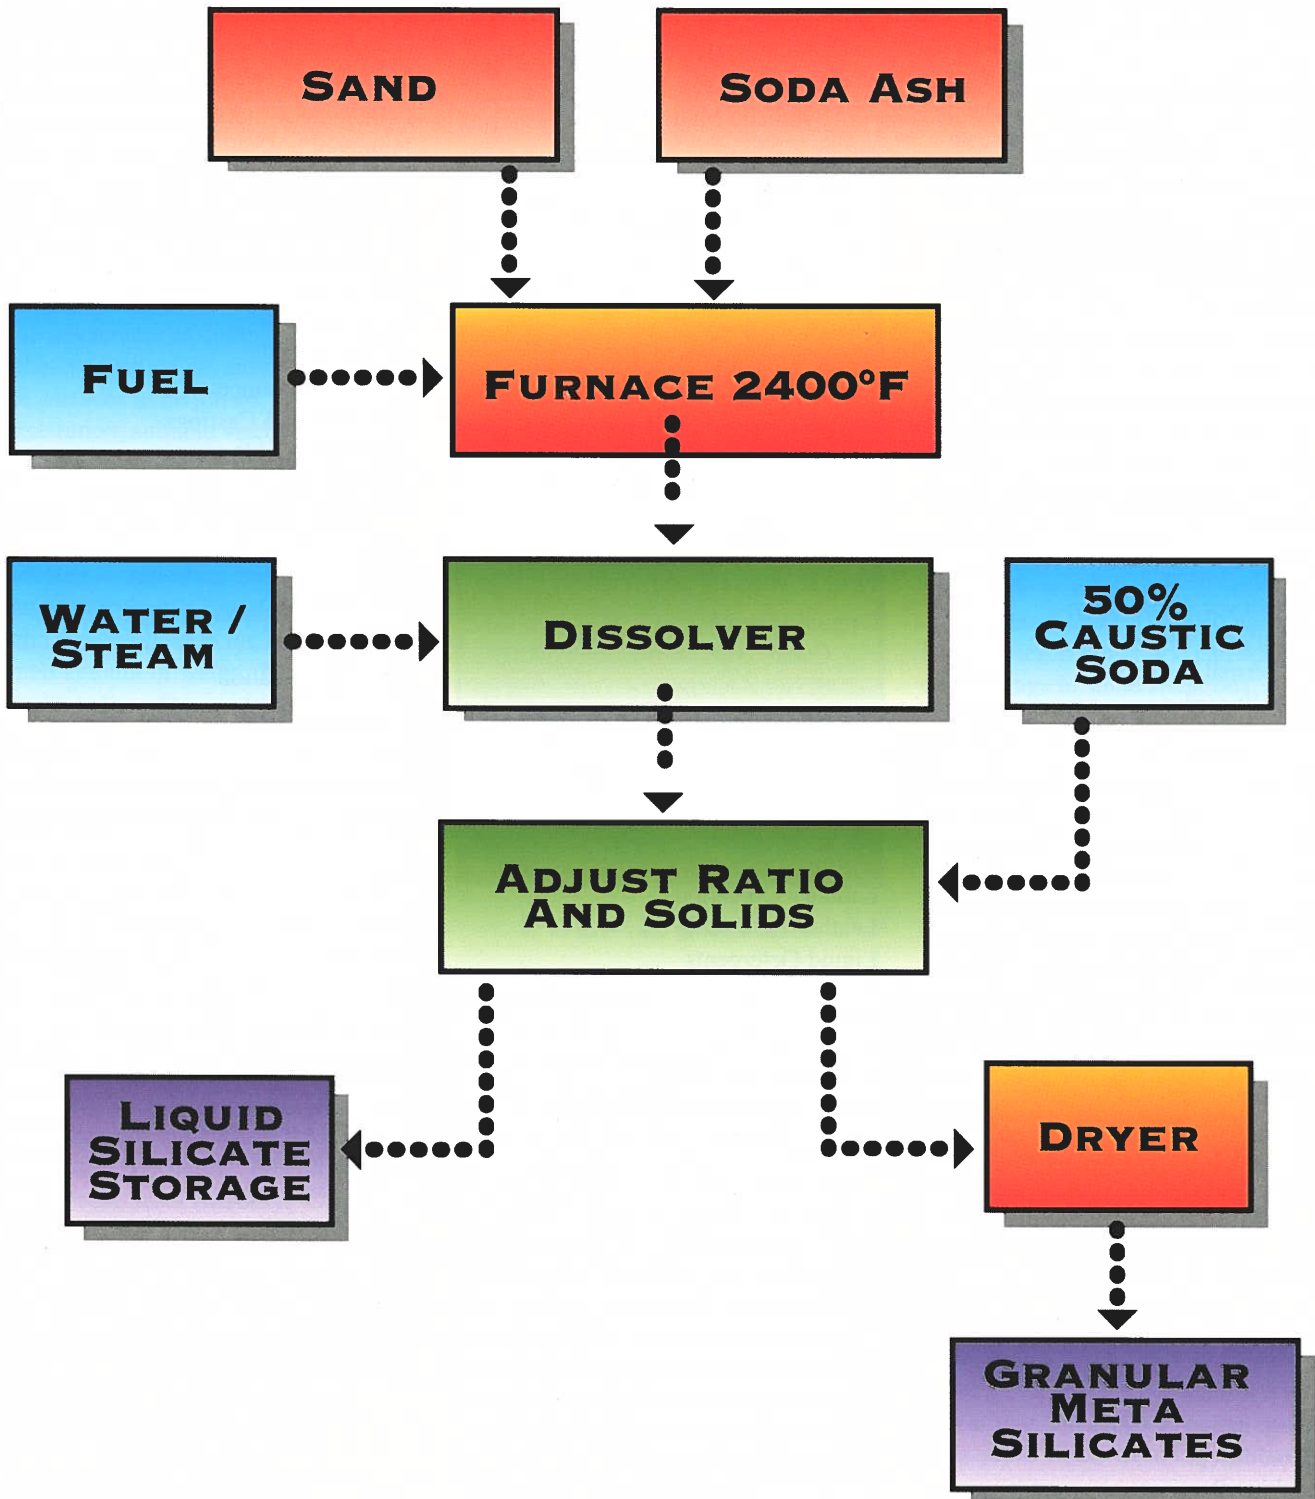 SAND
SODA ASH
FUEL
FURNACE 2400°F
WATER /
STEAM
DISSOLVER
50%
CAUSTIC
SODA
ADJUST RATIO
AND SOLIDS
LIQUID
SILICATE
STORAGE
DRYER
GRANULAR
META
SILICATES